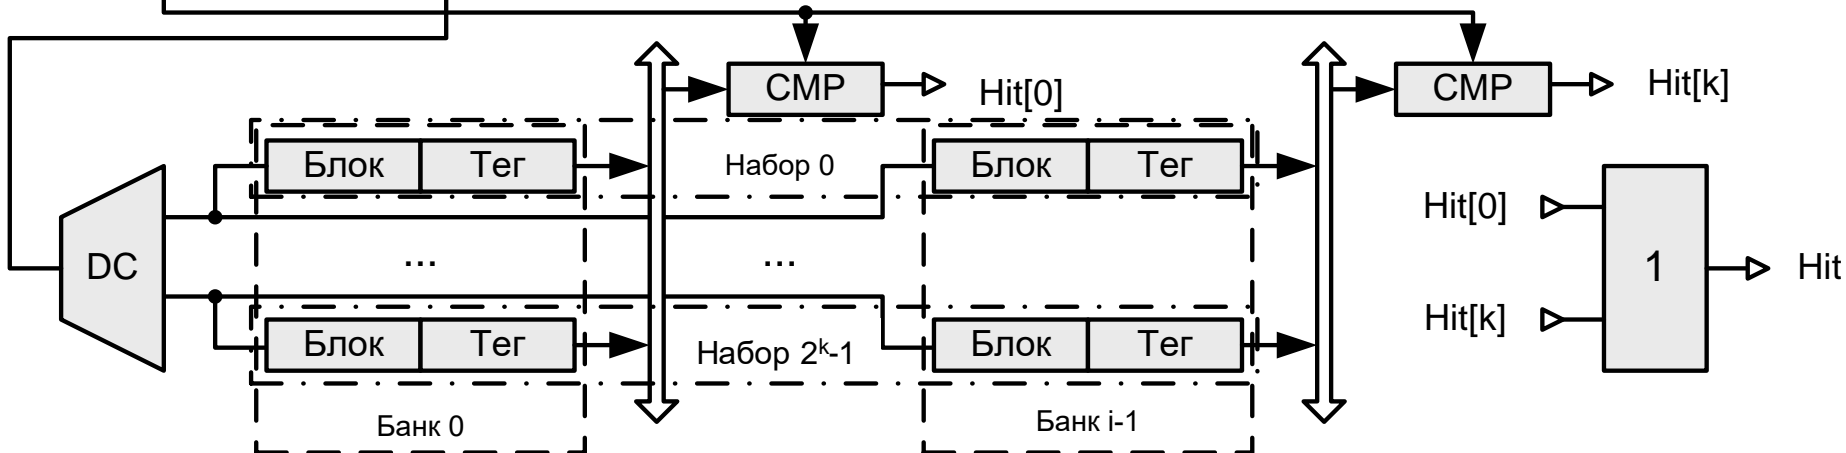 CMP
Hit[0]
CMP
Hit[k]
Блок Тег
Набор 0
Блок Тег
Hit[0]
DC
...
...
1
Hit
Блок Тег
Набор 2ᵏ-1
Блок Тег
Hit[k]
Банк 0
Банк i-1